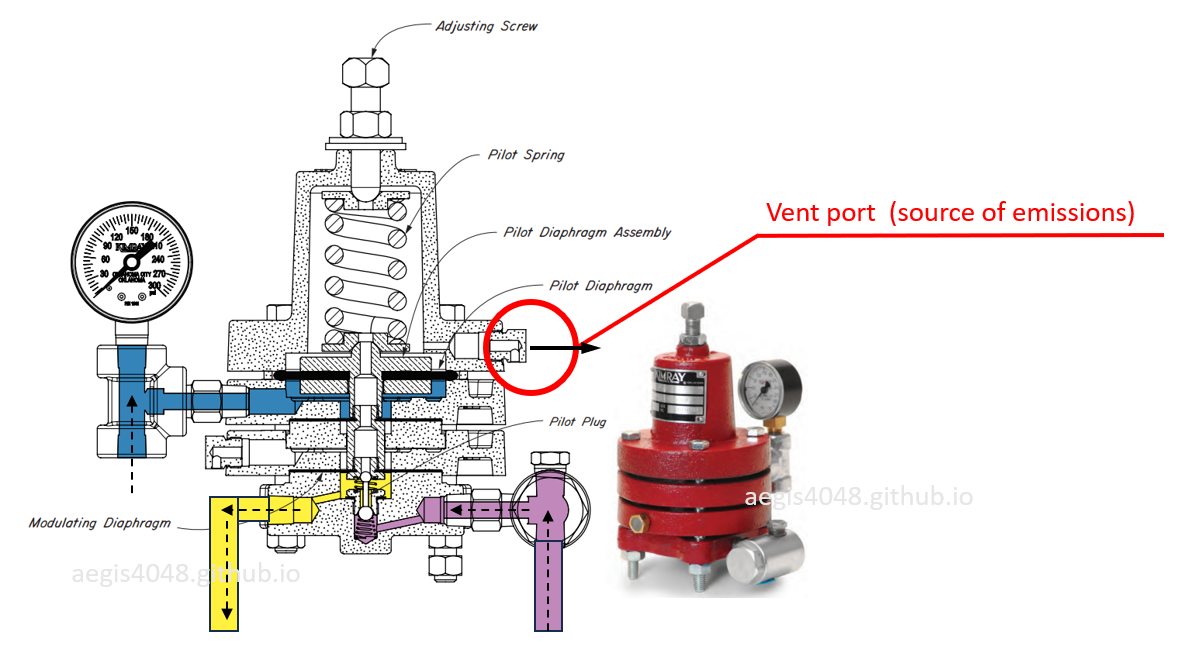 Adjusting Screw
Pilot Spring
Vent port (source of emissions)
Pilot Diaphragm Assembly
Pilot Diaphragm
150
120
180
90
210
KIMRAY
60
240
OKLAHOMA CITY
OKLAHOMA
30
270
300
psi
Pilot Plug
aegis4048.github.io
Modulating Diaphragm
aegis4048.github.io